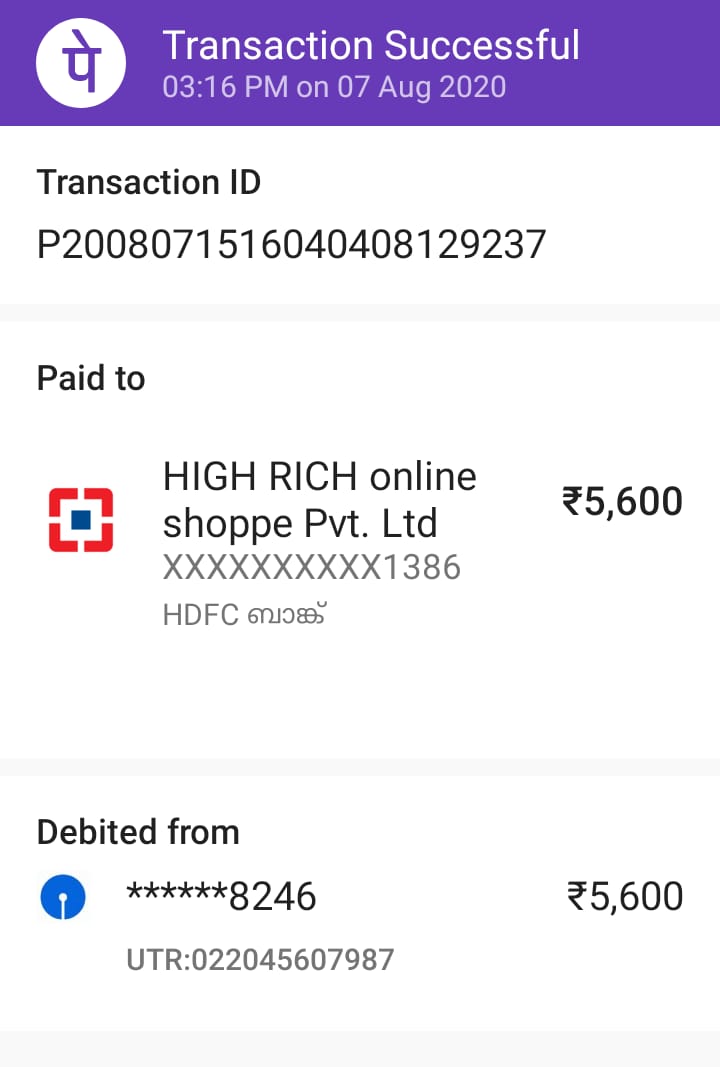 पे
Transaction Successful
03:16 PM on 07 Aug 2020
Transaction ID
P2008071516040408129237
Paid to
HIGH RICH online
shoppe Pvt. Ltd
₹5,600
XXXXXXXXXX1386
HDFC ബാങ്ക്
Debited from
******8246
₹5,600
UTR:022045607987